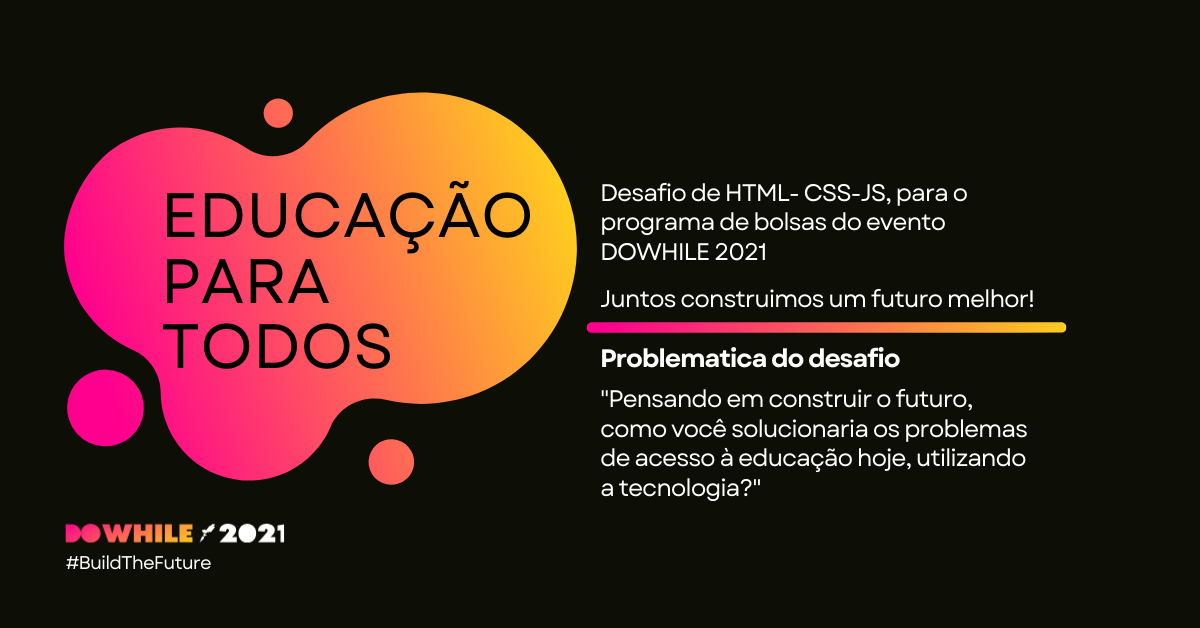 EDUCAÇÃO
PARA
TODOS
Desafio de HTML- CSS-JS, para o
programa de bolsas do evento
DOWHILE 2021
Juntos construimos um futuro melhor!
Problematica do desafio
"Pensando em construir o futuro,
como você solucionaria os problemas
de acesso à educação hoje, utilizando
a tecnologia?"
DOWHILE 2021
#BuildTheFuture